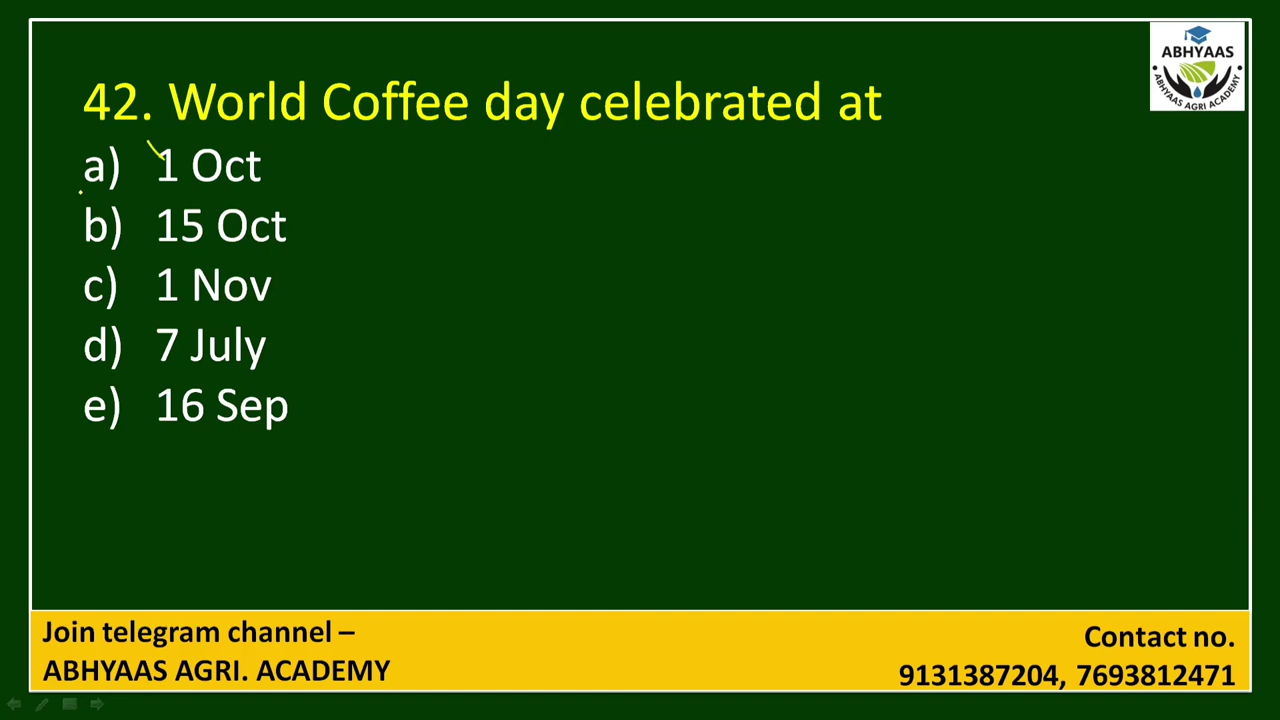 ABHYAAS
ABHYAAS AGRI ACADEMY
42. World Coffee day celebrated at
a) 1 Oct
b) 15 Oct
c) 1 Nov
d) 7 July
e) 16 Sep
Join telegram channel –
ABHYAAS AGRI. ACADEMY
Contact no.
9131387204, 7693812471